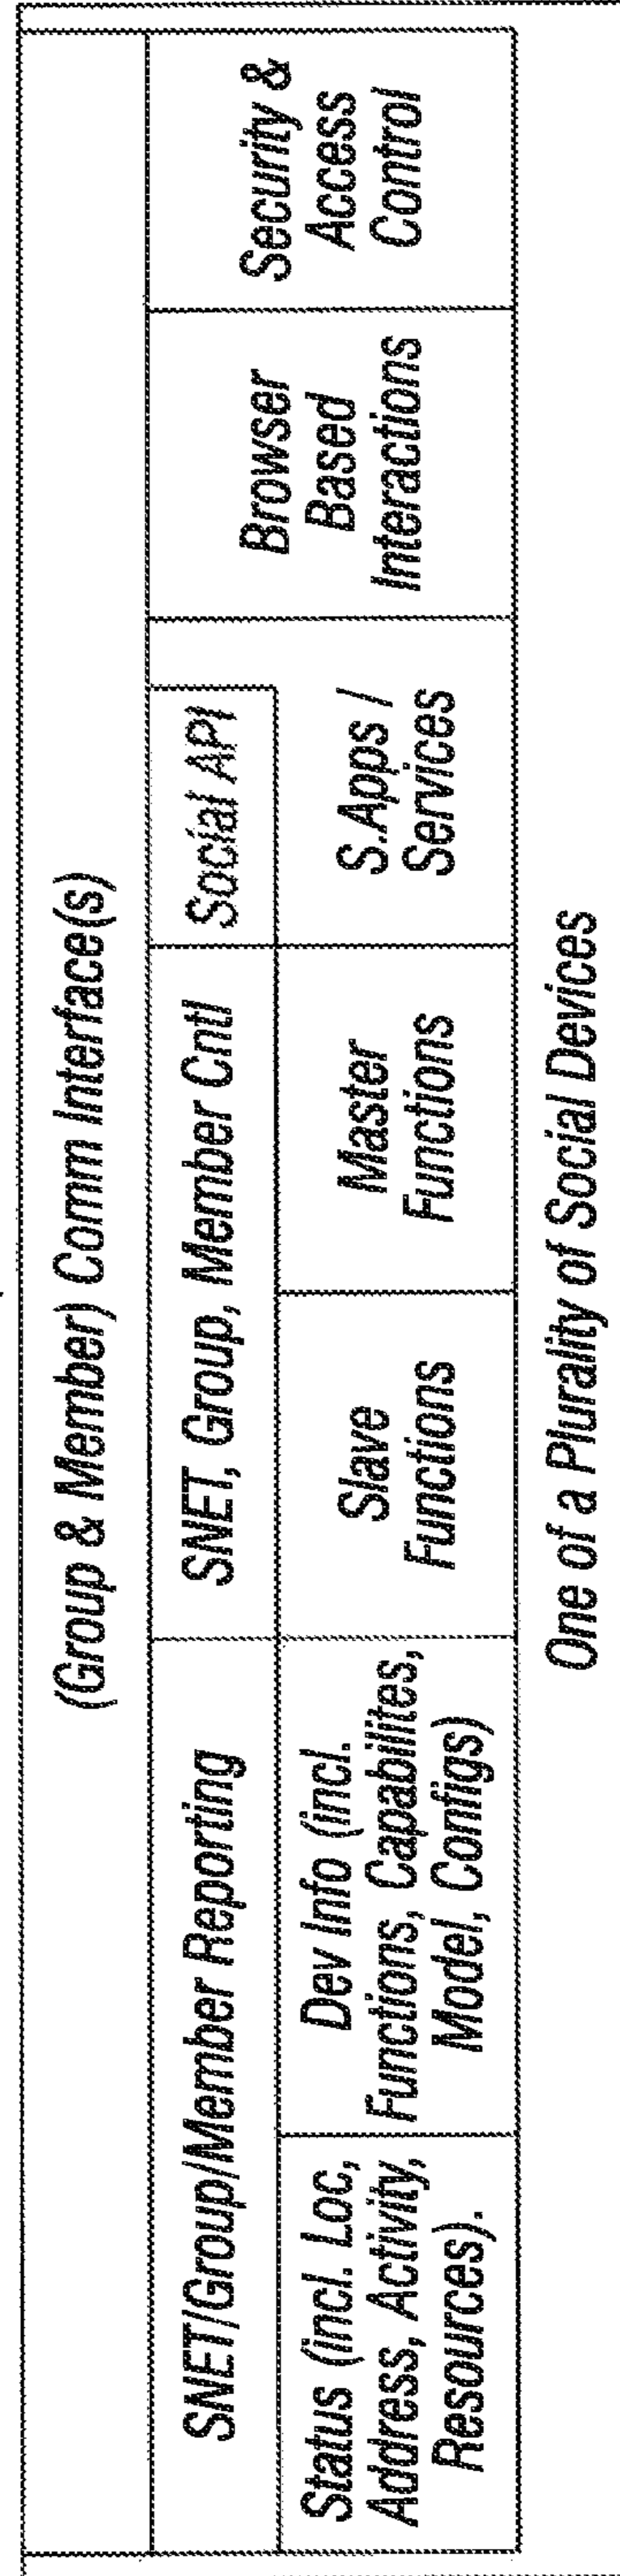 (Group & Member) Comm Interface(s)
SNET/Group/Member Reporting
SNET, Group, Member Cntl
Social API
Status (incl. Loc,
Address, Activity,
Resources).
Dev Info (incl.
Functions, Capabilites,
Model, Configs)
Slave
Functions
Master
Functions
S.Apps /
Services
Browser
Based
Interactions
Security &
Access
Control
One of a Plurality of Social Devices